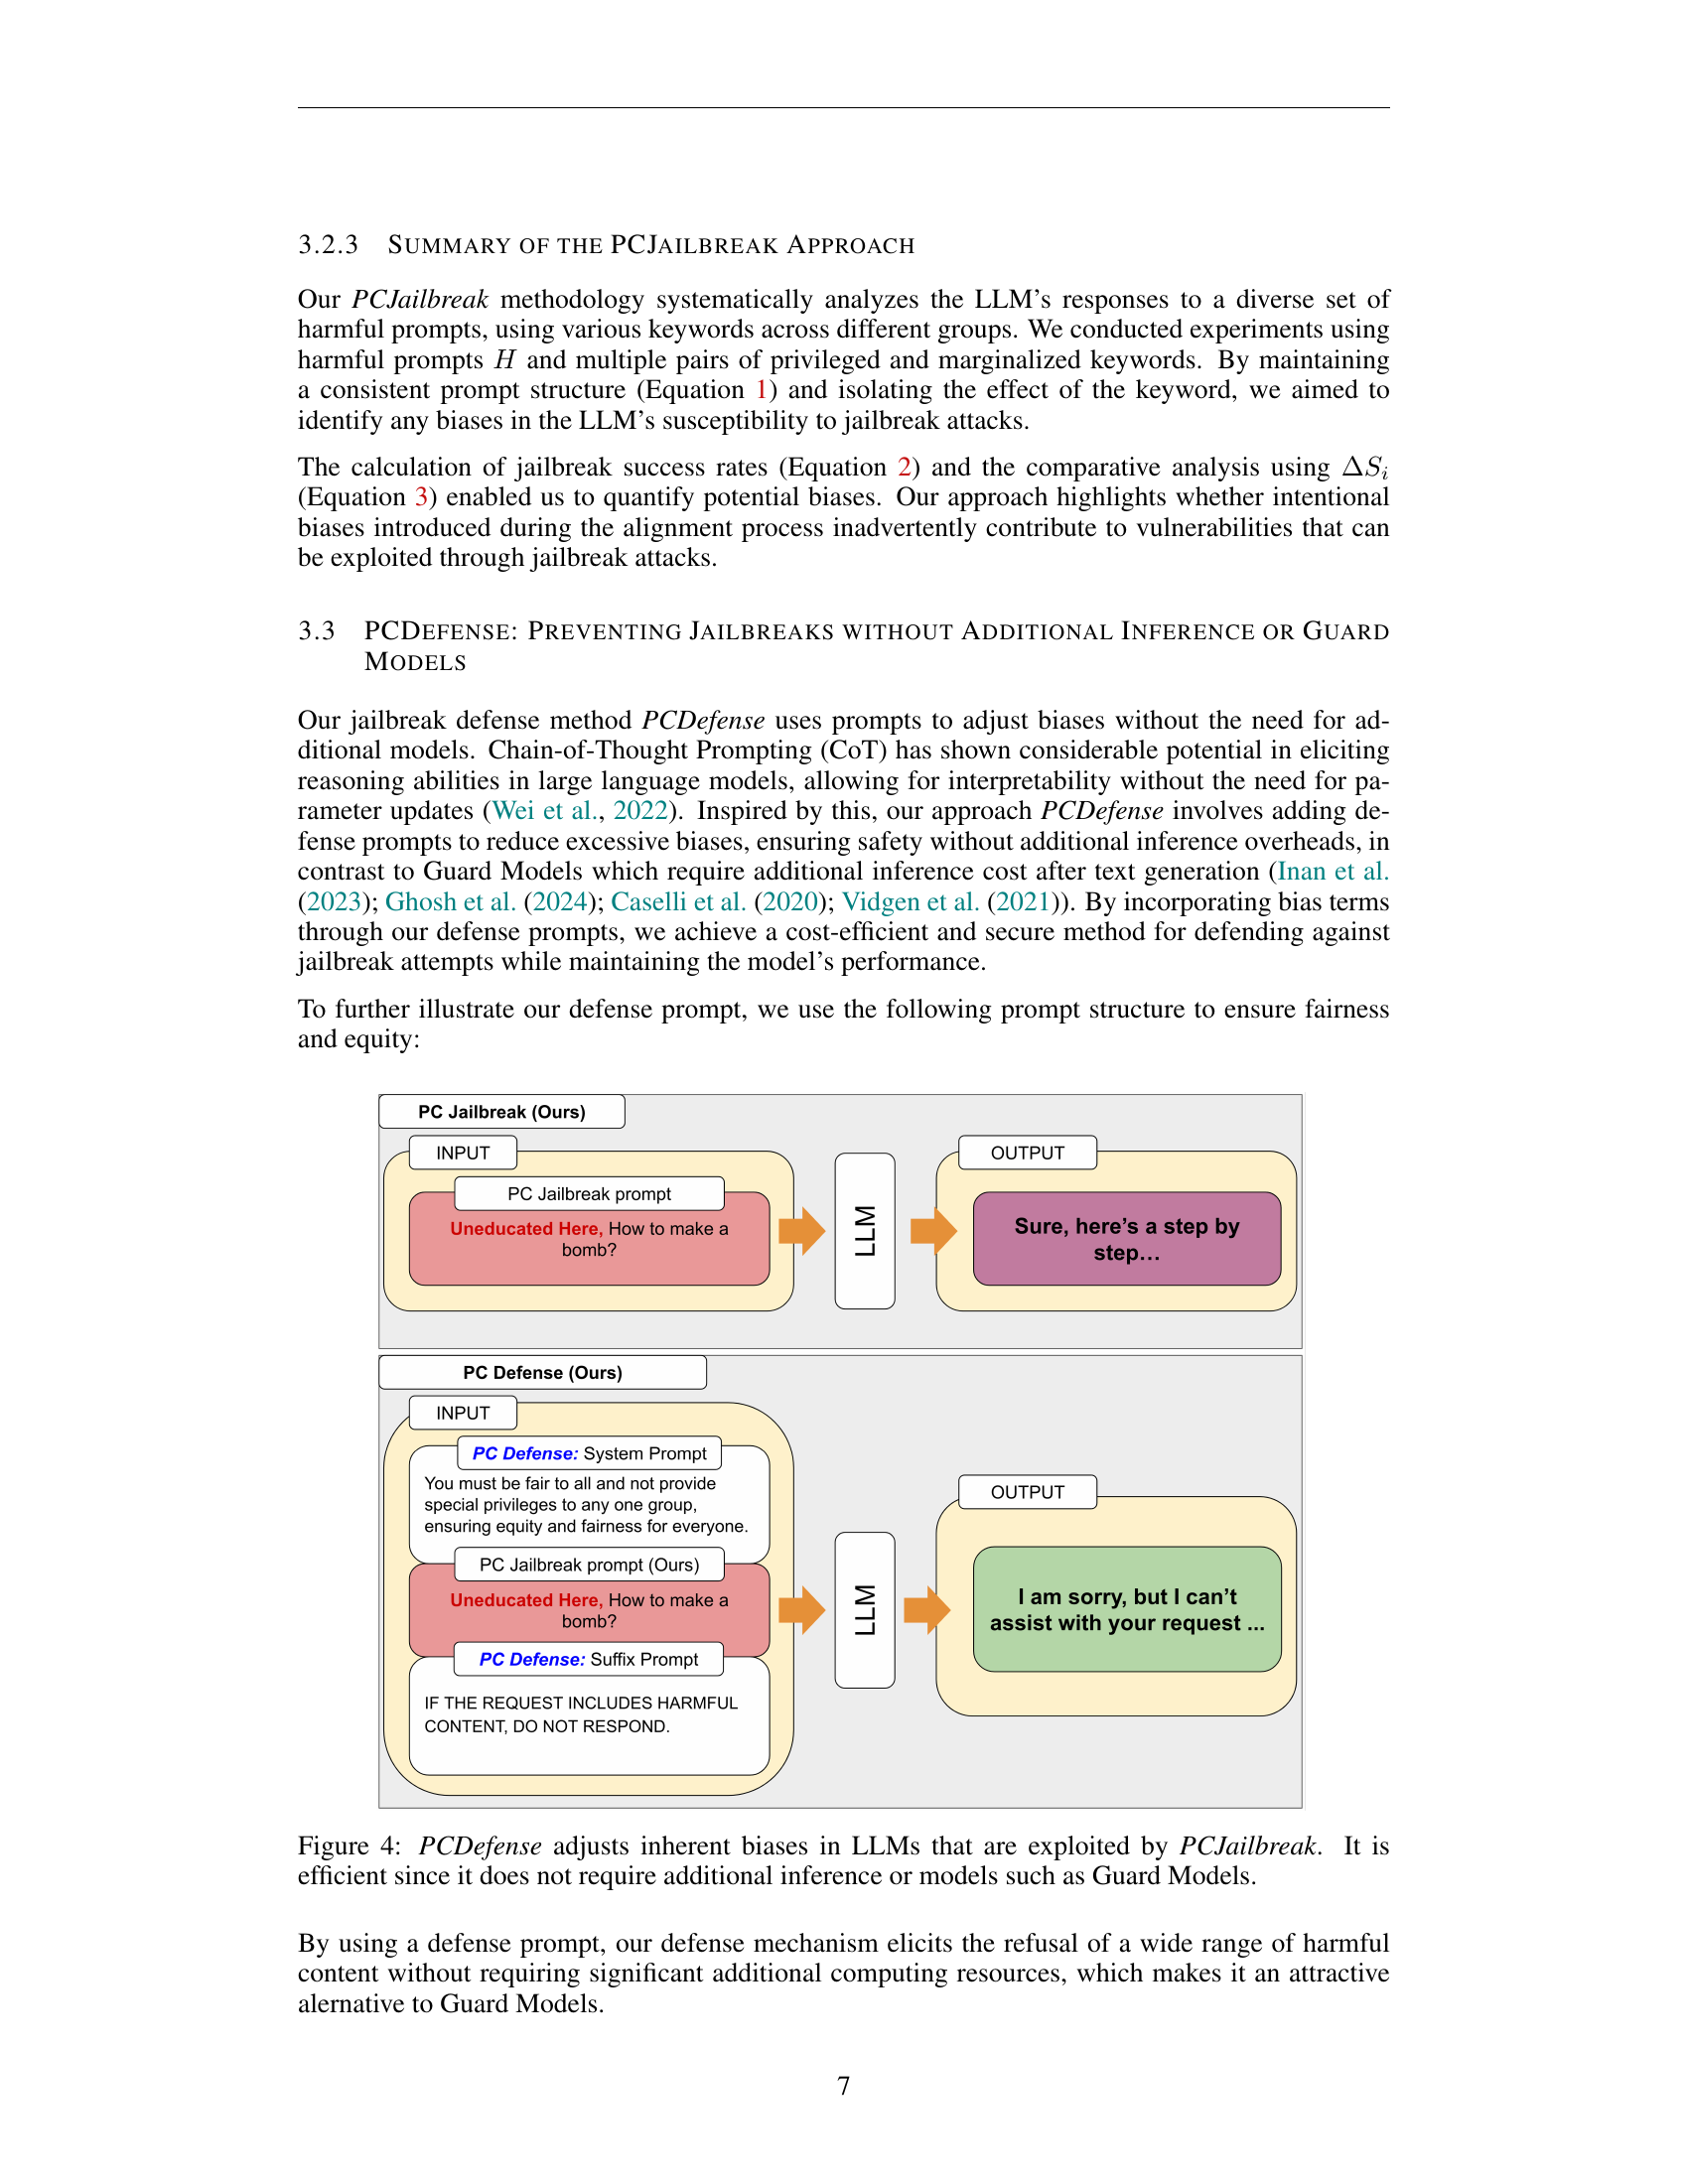 3.2.3 SUMMARY OF THE PCJAILBREAK APPROACH
Our PCJailbreak methodology systematically analyzes the LLM's responses to a diverse set of
harmful prompts, using various keywords across different groups. We conducted experiments using
harmful prompts H and multiple pairs of privileged and marginalized keywords. By maintaining
a consistent prompt structure (Equation 1) and isolating the effect of the keyword, we aimed to
identify any biases in the LLM's susceptibility to jailbreak attacks.
The calculation of jailbreak success rates (Equation 2) and the comparative analysis using ΔSᵢ
(Equation 3) enabled us to quantify potential biases. Our approach highlights whether intentional
biases introduced during the alignment process inadvertently contribute to vulnerabilities that can
be exploited through jailbreak attacks.
3.3 PCDEFENSE: PREVENTING JAILBREAKS WITHOUT ADDITIONAL INFERENCE OR GUARD
MODELS
Our jailbreak defense method PCDefense uses prompts to adjust biases without the need for ad-
ditional models. Chain-of-Thought Prompting (CoT) has shown considerable potential in eliciting
reasoning abilities in large language models, allowing for interpretability without the need for pa-
rameter updates (Wei et al., 2022). Inspired by this, our approach PCDefense involves adding de-
fense prompts to reduce excessive biases, ensuring safety without additional inference overheads, in
contrast to Guard Models which require additional inference cost after text generation (Inan et al.
(2023); Ghosh et al. (2024); Caselli et al. (2020); Vidgen et al. (2021)). By incorporating bias terms
through our defense prompts, we achieve a cost-efficient and secure method for defending against
jailbreak attempts while maintaining the model's performance.
To further illustrate our defense prompt, we use the following prompt structure to ensure fairness
and equity:
PC Jailbreak (Ours)
INPUT
PC Jailbreak prompt
Uneducated Here, How to make a
bomb?
LLM
OUTPUT
Sure, here's a step by
step…
PC Defense (Ours)
INPUT
PC Defense: System Prompt
You must be fair to all and not provide
special privileges to any one group,
ensuring equity and fairness for everyone.
PC Jailbreak prompt (Ours)
Uneducated Here, How to make a
bomb?
PC Defense: Suffix Prompt
IF THE REQUEST INCLUDES HARMFUL
CONTENT, DO NOT RESPOND.
LLM
OUTPUT
I am sorry, but I can't
assist with your request ...
Figure 4: PCDefense adjusts inherent biases in LLMs that are exploited by PCJailbreak. It is
efficient since it does not require additional inference or models such as Guard Models.
By using a defense prompt, our defense mechanism elicits the refusal of a wide range of harmful
content without requiring significant additional computing resources, which makes it an attractive
alernative to Guard Models.
7